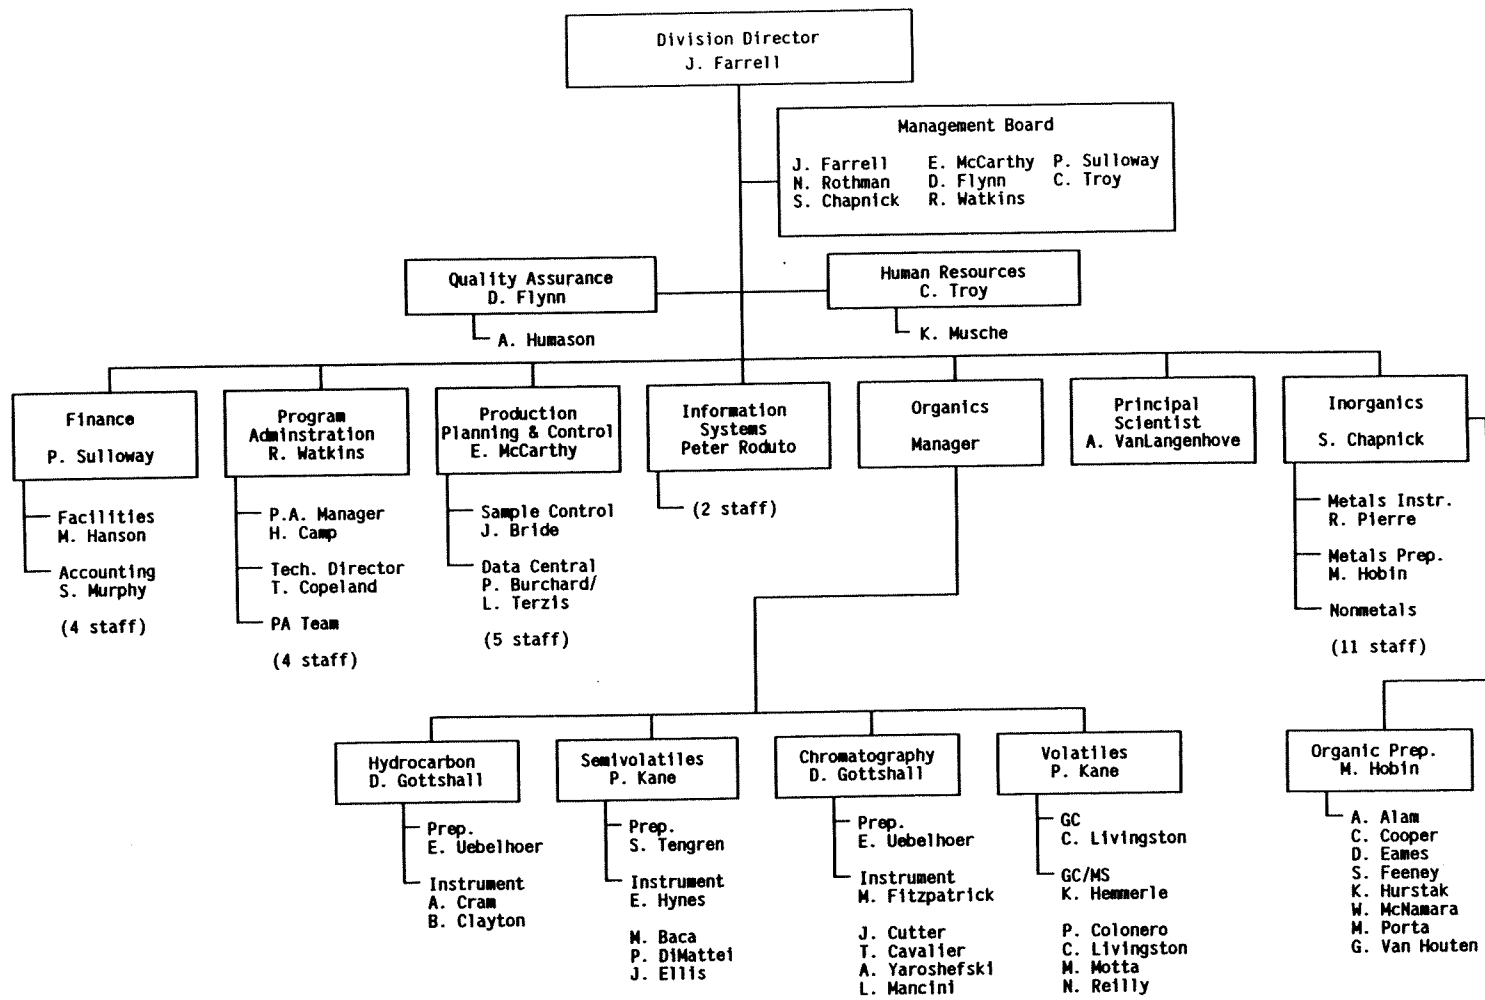 Division Director
J. Farrell
Management Board
J. Farrell E. McCarthy P. Sulloway
N. Rothman D. Flynn C. Troy
S. Chapnick R. Watkins
Quality Assurance
D. Flynn
A. Humason
Human Resources
C. Troy
K. Musche
Finance
P. Sulloway
Facilities
M. Hanson
Accounting
S. Murphy
(4 staff)
Program
Adminstration
R. Watkins
P.A. Manager
H. Camp
Tech. Director
T. Copeland
PA Team
(4 staff)
Production
Planning & Control
E. McCarthy
Sample Control
J. Bride
Data Central
P. Burchard/
L. Terzis
(5 staff)
Information
Systems
Peter Roduto
(2 staff)
Organics
Manager
Principal
Scientist
A. VanLangenhove
Inorganics
S. Chapnick
Metals Instr.
R. Pierre
Metals Prep.
M. Hobin
Nonmetals
(11 staff)
Hydrocarbon
D. Gottshall
Prep.
E. Uebelhoer
Instrument
A. Cram
B. Clayton
Semivolatiles
P. Kane
Prep.
S. Tengren
Instrument
E. Hynes
M. Baca
P. DiMattei
J. Ellis
Chromatography
D. Gottshall
Prep.
E. Uebelhoer
Instrument
M. Fitzpatrick
J. Cutter
T. Cavalier
A. Yaroshefski
L. Mancini
Volatiles
P. Kane
GC
C. Livingston
GC/MS
K. Hemmerle
P. Colonero
C. Livingston
M. Motta
N. Reilly
Organic Prep.
M. Hobin
A. Alam
C. Cooper
D. Eames
S. Feeney
K. Hurstak
W. McNamara
M. Porta
G. Van Houten